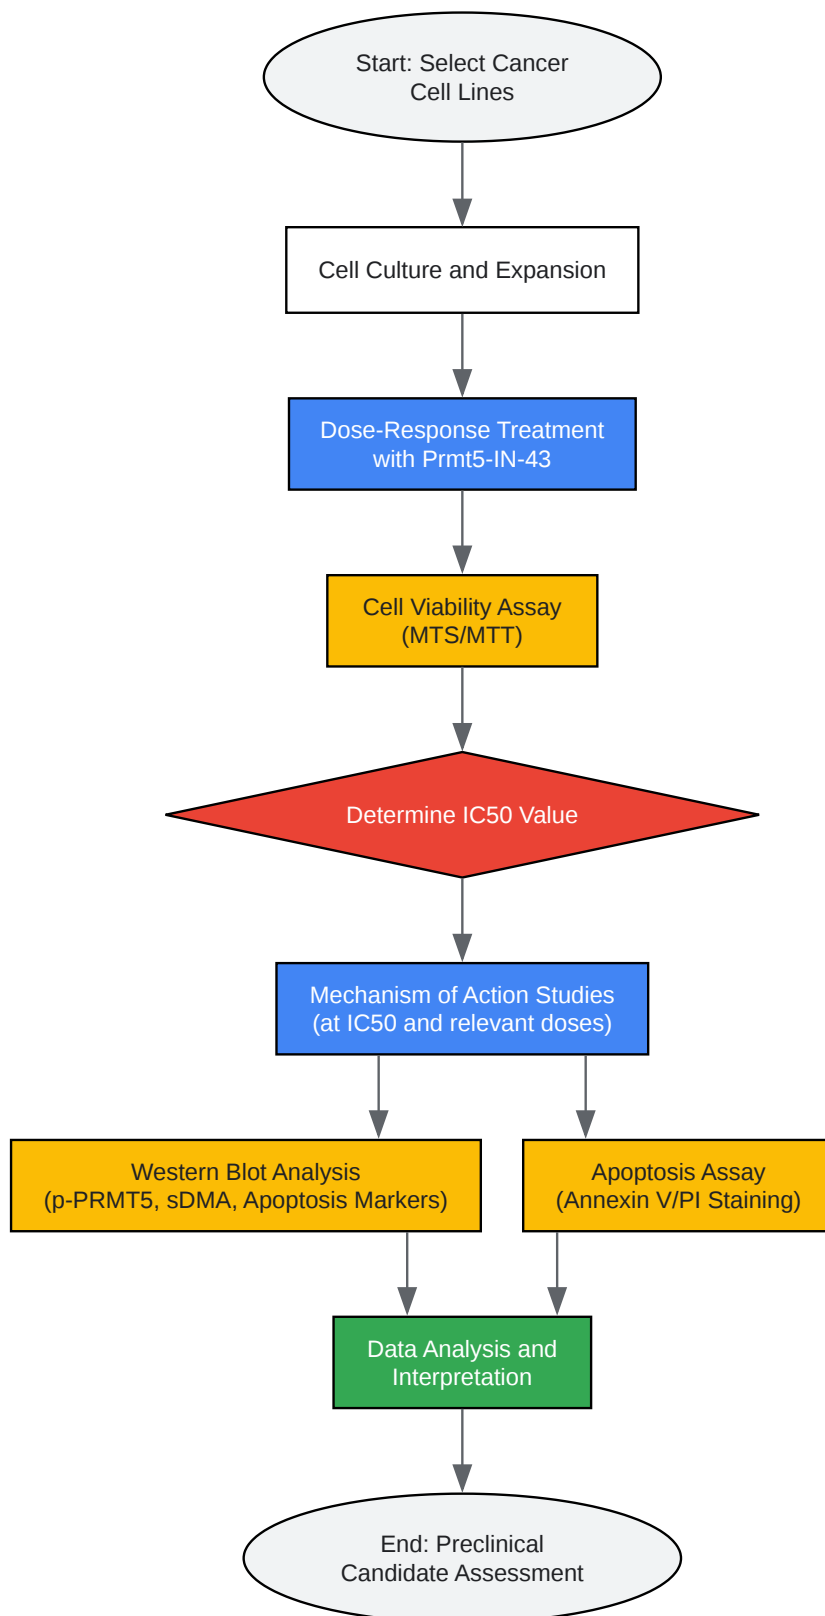 Start: Select Cancer
Cell Lines
Cell Culture and Expansion
Dose-Response Treatment
with Prmt5-IN-43
Cell Viability Assay
(MTS/MTT)
Determine IC50 Value
Mechanism of Action Studies
(at IC50 and relevant doses)
Western Blot Analysis
(p-PRMT5, sDMA, Apoptosis Markers)
Apoptosis Assay
(Annexin V/PI Staining)
Data Analysis and
Interpretation
End: Preclinical
Candidate Assessment